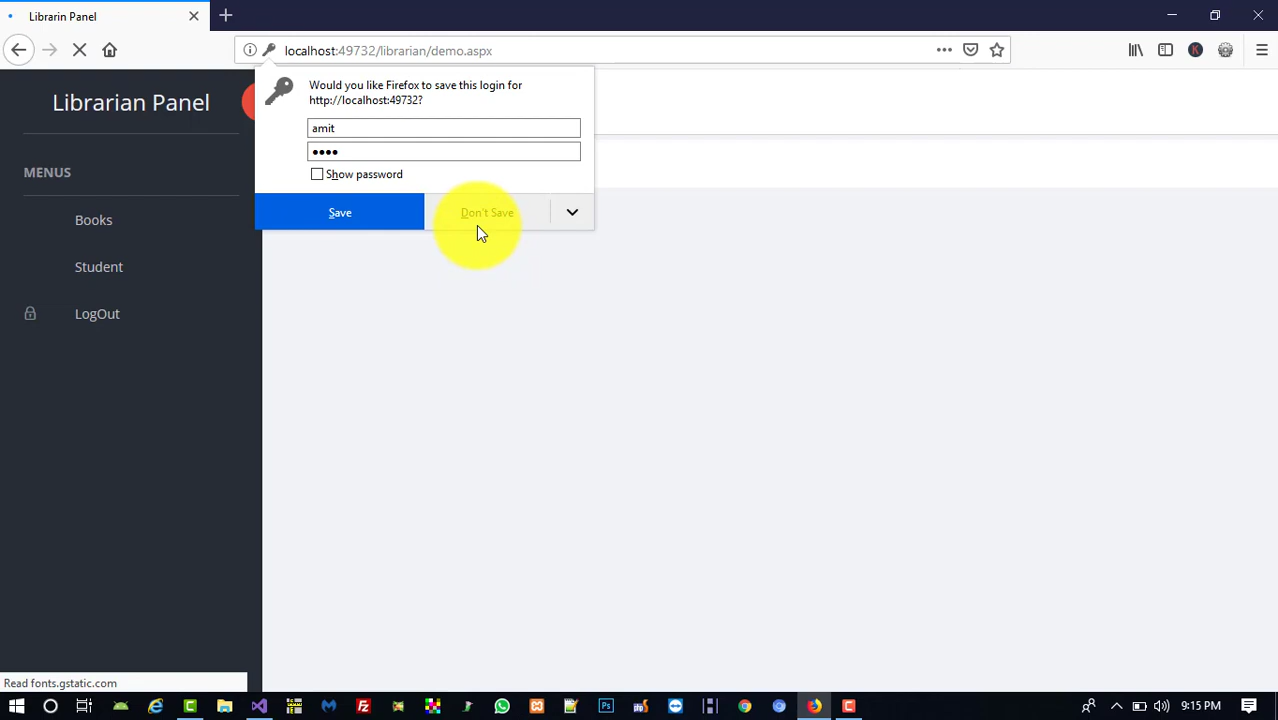 Librarin Panel
localhost:49732/librarian/demo.aspx
Would you like Firefox to save this login for
http://localhost:49732?
amit
Show password
Save
Don't Save
Librarian Panel
MENUS
Books
Student
LogOut
Read fonts.gstatic.com
9:15 PM